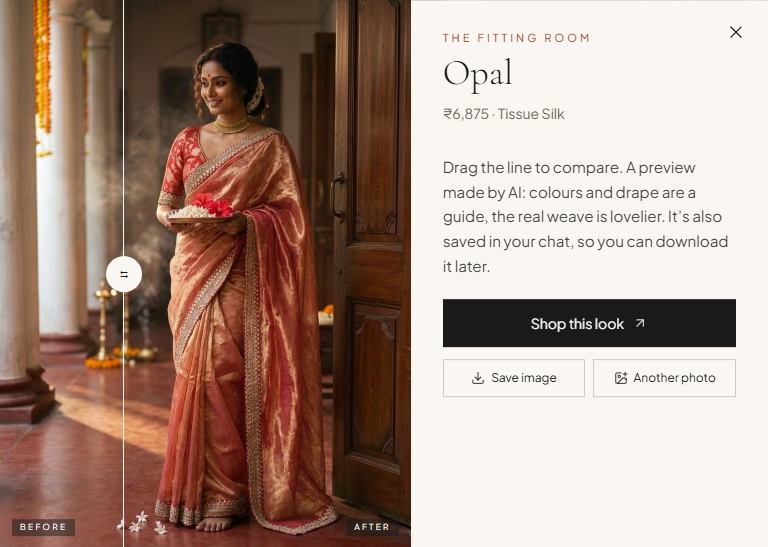 THE FITTING ROOM
Opal
₹6,875 · Tissue Silk
Drag the line to compare. A preview
made by AI: colours and drape are a
guide, the real weave is lovelier. It's also
saved in your chat, so you can download
it later.
Shop this look
Save image
Another photo
BEFORE
AFTER